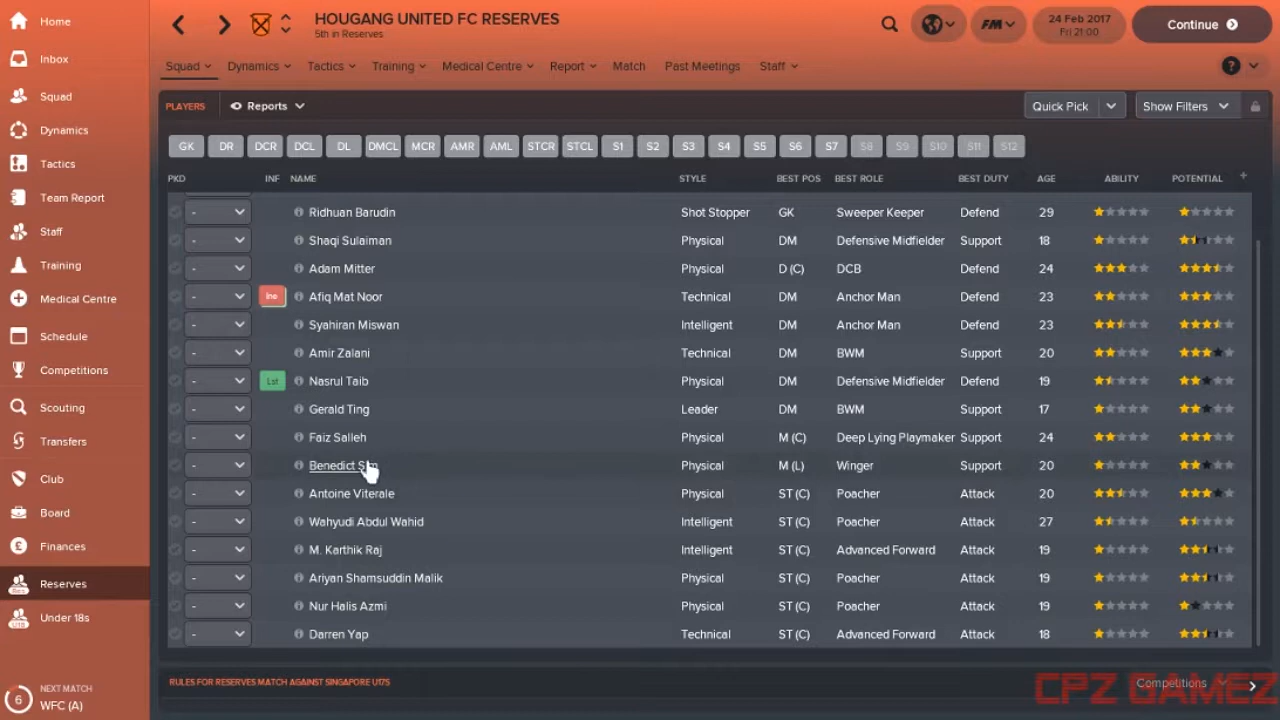 Home
Inbox
Squad
Dynamics
Tactics
Team Report
Staff
Training
Medical Centre
Schedule
Competitions
Scouting
Transfers
Club
Board
Finances
Reserves
Under 18s
6 NEXT MATCH
WFC (A)
HOUGANG UNITED FC RESERVES
5th in Reserves
FM
24 Feb 2017
Fri 21:00
Continue
Squad Dynamics Tactics Training Medical Centre Report Match Past Meetings Staff ?
PLAYERS Reports Quick Pick Show Filters
GK DR DCR DCL DL DMCL MCR AMR AML STCR STCL S1 S2 S3 S4 S5 S6 S7 S8 S9 S10 S11 S12
PKD INF NAME STYLE BEST POS BEST ROLE BEST DUTY AGE ABILITY POTENTIAL +
- Ridhuan Barudin Shot Stopper GK Sweeper Keeper Defend 29
- Shaqi Sulaiman Physical DM Defensive Midfielder Support 18
- Adam Mitter Physical D (C) DCB Defend 24
- Ine Afiq Mat Noor Technical DM Anchor Man Defend 23
- Syahiran Miswan Intelligent DM Anchor Man Defend 23
- Amir Zalani Technical DM BWM Support 20
- Lst Nasrul Taib Physical DM Defensive Midfielder Defend 19
- Gerald Ting Leader DM BWM Support 17
- Faiz Salleh Physical M (C) Deep Lying Playmaker Support 24
- Benedict Physical M (L) Winger Support 20
- Antoine Viterale Physical ST (C) Poacher Attack 20
- Wahyudi Abdul Wahid Intelligent ST (C) Poacher Attack 27
- M. Karthik Raj Intelligent ST (C) Advanced Forward Attack 19
- Ariyan Shamsuddin Malik Physical ST (C) Poacher Attack 19
- Nur Halis Azmi Physical ST (C) Poacher Attack 19
- Darren Yap Technical ST (C) Advanced Forward Attack 18
RULES FOR RESERVES MATCH AGAINST SINGAPORE U17S
Competitions
CPZ GAMEZ